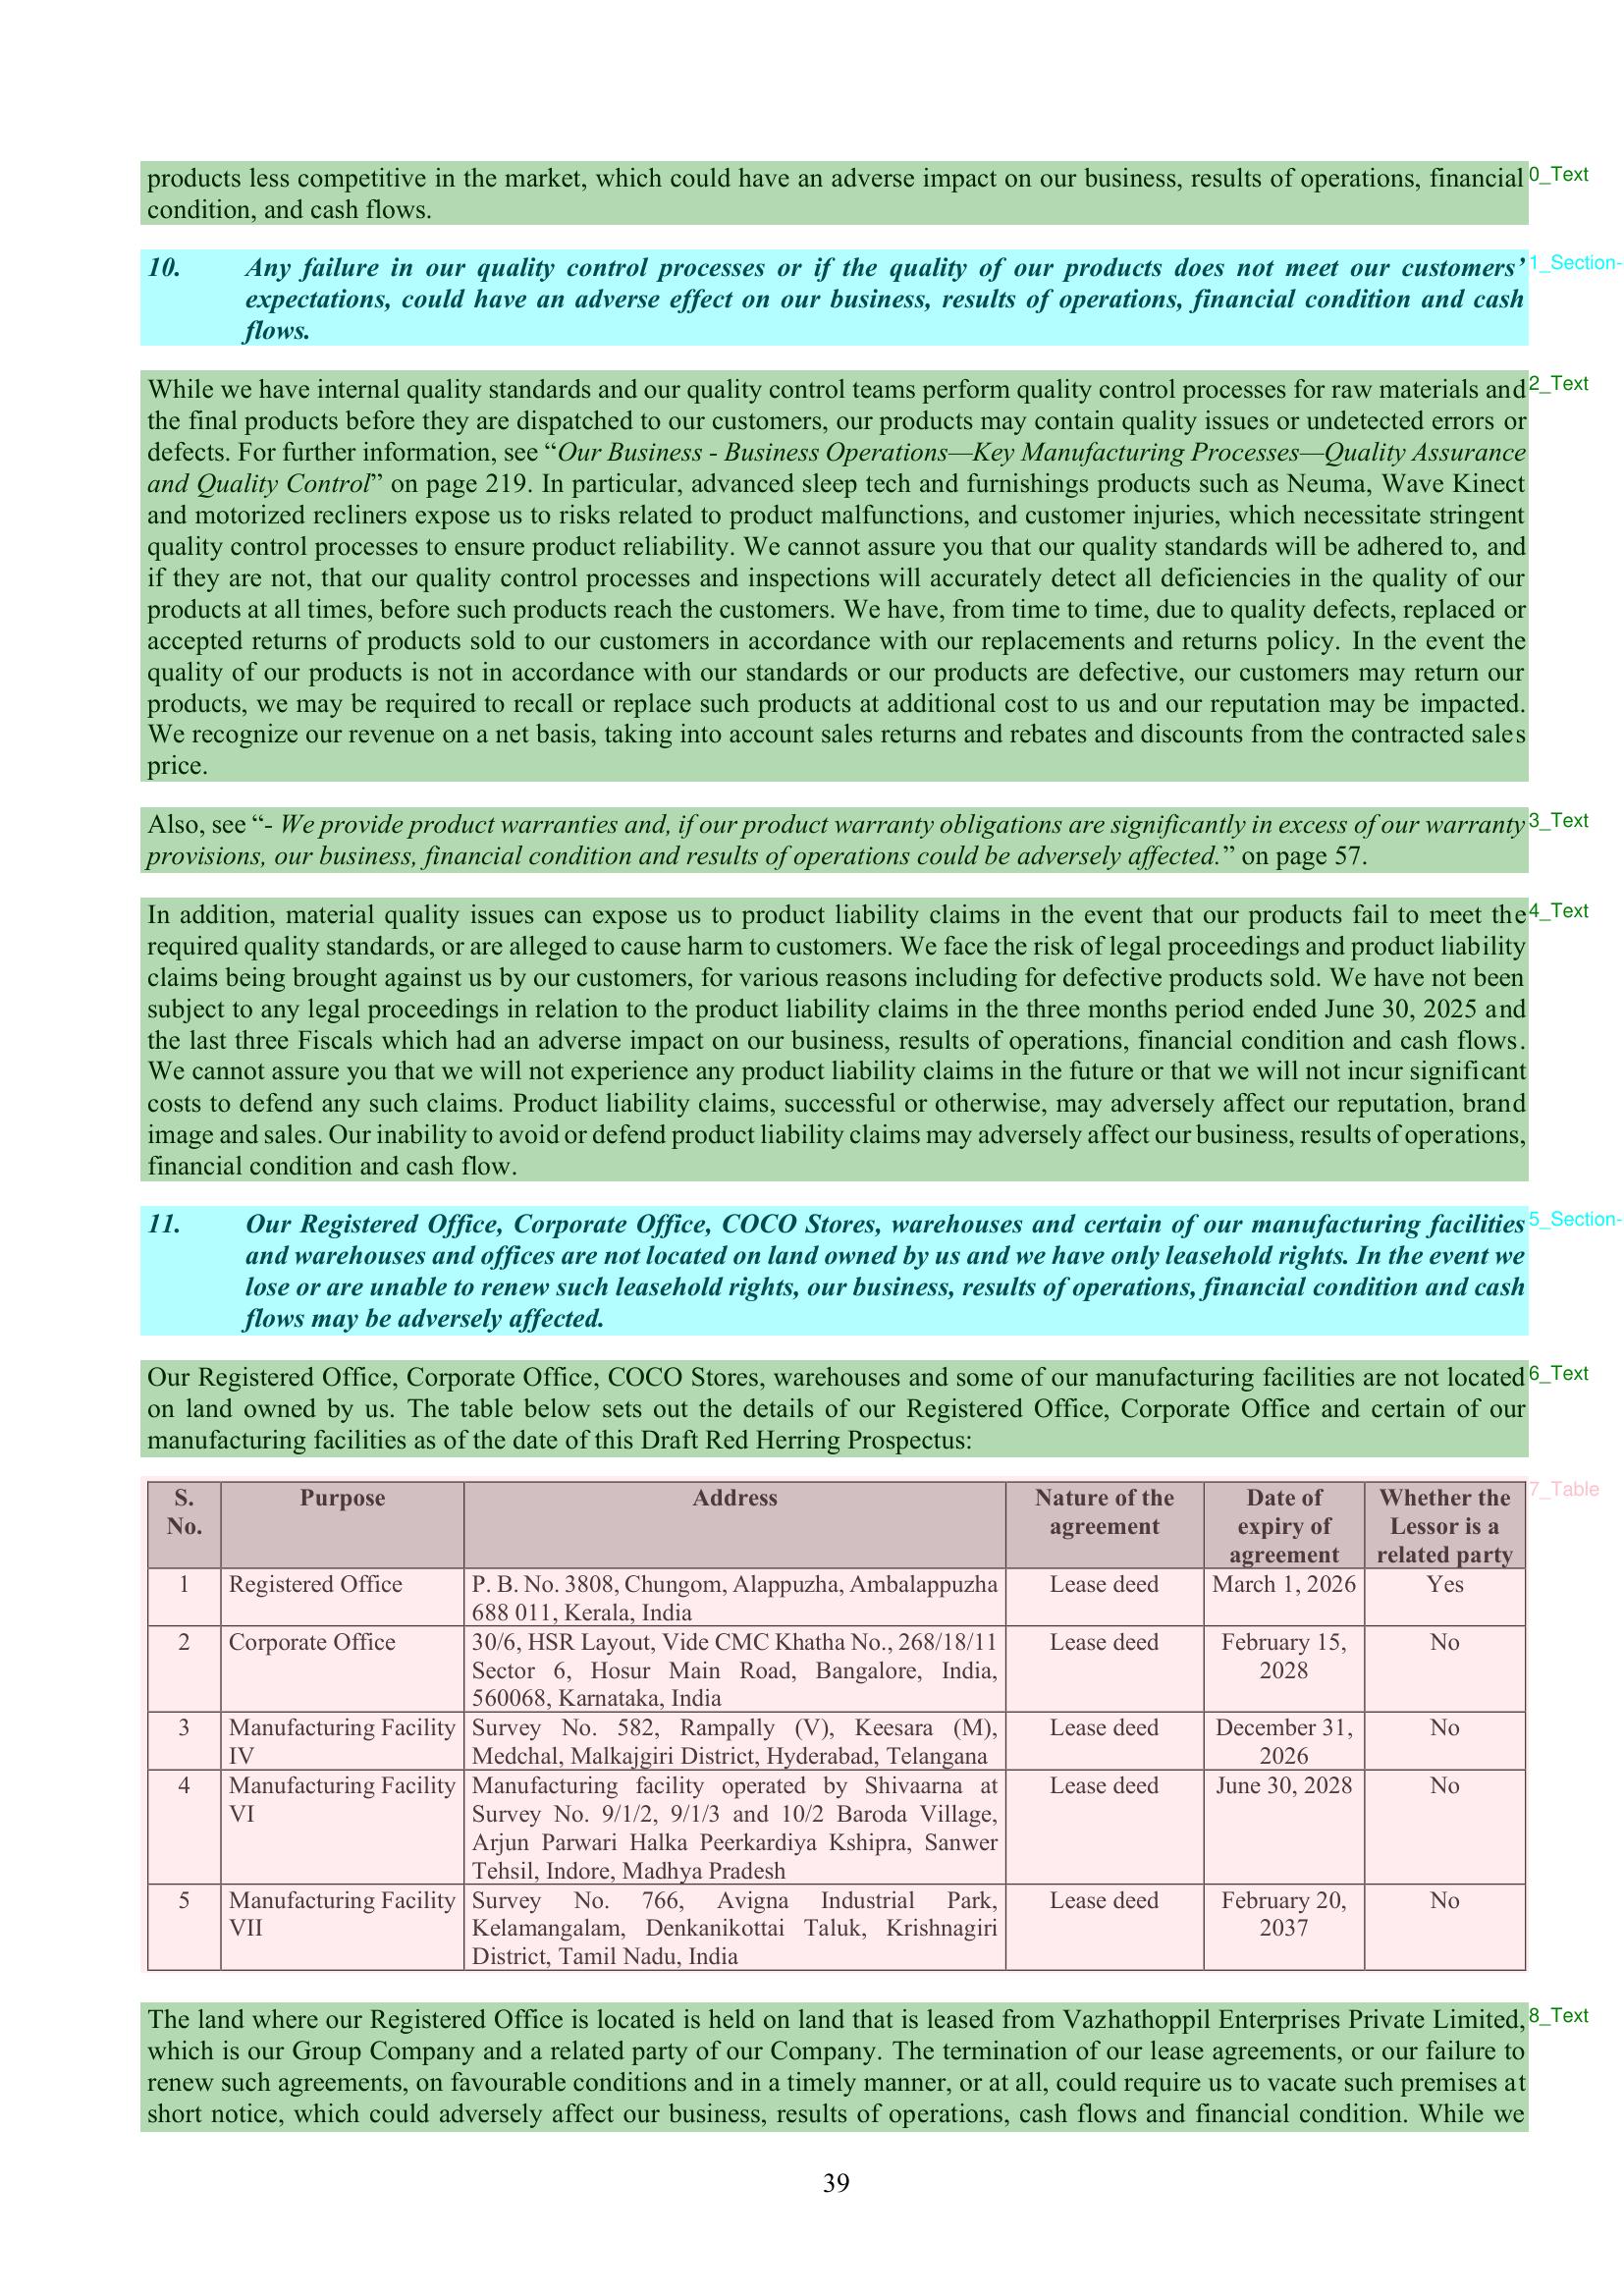 products less competitive in the market, which could have an adverse impact on our business, results of operations, financial
condition, and cash flows.
0_Text
10. Any failure in our quality control processes or if the quality of our products does not meet our customers’
expectations, could have an adverse effect on our business, results of operations, financial condition and cash
flows.
1_Section-
While we have internal quality standards and our quality control teams perform quality control processes for raw materials and
the final products before they are dispatched to our customers, our products may contain quality issues or undetected errors or
defects. For further information, see “Our Business - Business Operations—Key Manufacturing Processes—Quality Assurance
and Quality Control” on page 219. In particular, advanced sleep tech and furnishings products such as Neuma, Wave Kinect
and motorized recliners expose us to risks related to product malfunctions, and customer injuries, which necessitate stringent
quality control processes to ensure product reliability. We cannot assure you that our quality standards will be adhered to, and
if they are not, that our quality control processes and inspections will accurately detect all deficiencies in the quality of our
products at all times, before such products reach the customers. We have, from time to time, due to quality defects, replaced or
accepted returns of products sold to our customers in accordance with our replacements and returns policy. In the event the
quality of our products is not in accordance with our standards or our products are defective, our customers may return our
products, we may be required to recall or replace such products at additional cost to us and our reputation may be impacted.
We recognize our revenue on a net basis, taking into account sales returns and rebates and discounts from the contracted sales
price.
2_Text
Also, see “- We provide product warranties and, if our product warranty obligations are significantly in excess of our warranty
provisions, our business, financial condition and results of operations could be adversely affected.” on page 57.
3_Text
In addition, material quality issues can expose us to product liability claims in the event that our products fail to meet the
required quality standards, or are alleged to cause harm to customers. We face the risk of legal proceedings and product liability
claims being brought against us by our customers, for various reasons including for defective products sold. We have not been
subject to any legal proceedings in relation to the product liability claims in the three months period ended June 30, 2025 and
the last three Fiscals which had an adverse impact on our business, results of operations, financial condition and cash flows.
We cannot assure you that we will not experience any product liability claims in the future or that we will not incur significant
costs to defend any such claims. Product liability claims, successful or otherwise, may adversely affect our reputation, brand
image and sales. Our inability to avoid or defend product liability claims may adversely affect our business, results of operations,
financial condition and cash flow.
4_Text
11. Our Registered Office, Corporate Office, COCO Stores, warehouses and certain of our manufacturing facilities
and warehouses and offices are not located on land owned by us and we have only leasehold rights. In the event we
lose or are unable to renew such leasehold rights, our business, results of operations, financial condition and cash
flows may be adversely affected.
5_Section-
Our Registered Office, Corporate Office, COCO Stores, warehouses and some of our manufacturing facilities are not located
on land owned by us. The table below sets out the details of our Registered Office, Corporate Office and certain of our
manufacturing facilities as of the date of this Draft Red Herring Prospectus:
6_Text
7_Table
S. No. Purpose Address Nature of the agreement Date of expiry of agreement Whether the Lessor is a related party
1 Registered Office P. B. No. 3808, Chungom, Alappuzha, Ambalappuzha Lease deed March 1, 2026 Yes
688 011, Kerala, India
2 Corporate Office 30/6, HSR Layout, Vide CMC Khatha No., 268/18/11 Lease deed February 15, No
Sector 6, Hosur Main Road, Bangalore, India, 2028
560068, Karnataka, India
3 Manufacturing Facility Survey No. 582, Rampally (V), Keesara (M), Lease deed December 31, No
IV Medchal, Malkajgiri District, Hyderabad, Telangana 2026
4 Manufacturing Facility Manufacturing facility operated by Shivaarna at Lease deed June 30, 2028 No
VI Survey No. 9/1/2, 9/1/3 and 10/2 Baroda Village,
Arjun Parwari Halka Peerkardiya Kshipra, Sanwer
Tehsil, Indore, Madhya Pradesh
5 Manufacturing Facility Survey No. 766, Avigna Industrial Park, Lease deed February 20, No
VII Kelamangalam, Denkanikottai Taluk, Krishnagiri 2037
District, Tamil Nadu, India
The land where our Registered Office is located is held on land that is leased from Vazhathoppil Enterprises Private Limited,
which is our Group Company and a related party of our Company. The termination of our lease agreements, or our failure to
renew such agreements, on favourable conditions and in a timely manner, or at all, could require us to vacate such premises at
short notice, which could adversely affect our business, results of operations, cash flows and financial condition. While we
8_Text
39